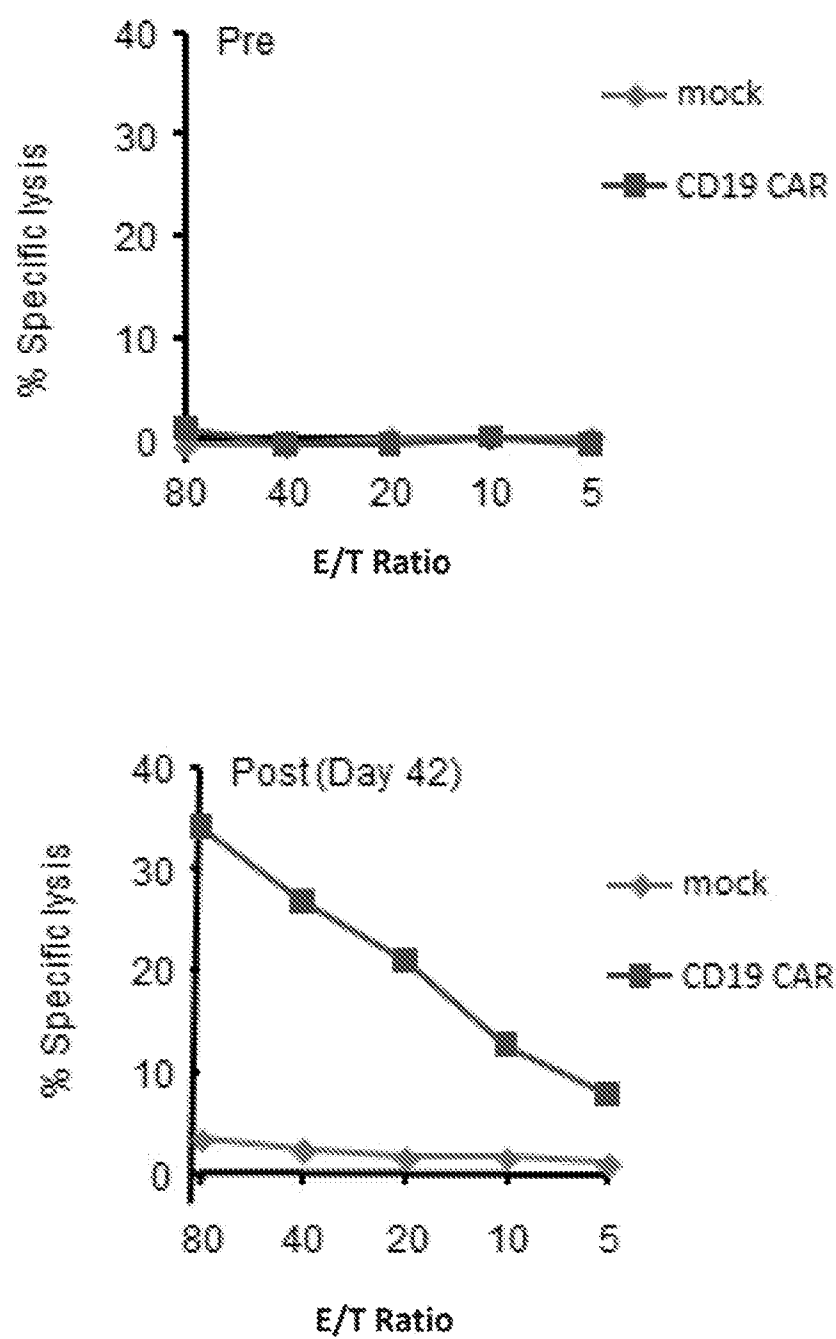 40
Pre
30
20
10
0
% Specific lysis
80 40 20 10 5
E/T Ratio
mock
CD19 CAR
40
Post (Day 42)
30
20
10
0
% Specific lysis
80 40 20 10 5
E/T Ratio
mock
CD19 CAR